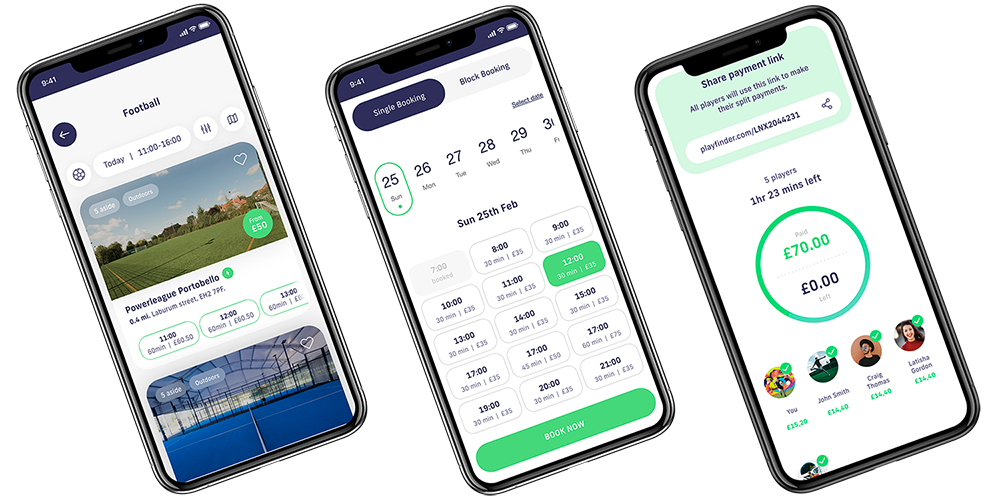 9:41
Football
Today | 11:00-16:00
5 aside
Outdoors
From
£50
Powerleague Portobello
0.4 mi. Laburum street, EH2 7PF.
11:00
60min | £60.50
12:00
60min | £60.50
13:00
60min | £6
5 aside
Outdoors
9:41
Single Booking
Block Booking
Select date
25
Sun
26
Mon
27
Tue
28
Wed
29
Thu
30
Fri
Sun 25th Feb
7:00
booked
8:00
30 min | £35
9:00
30 min | £35
10:00
30 min | £35
11:00
30 min | £35
12:00
30 min | £35
13:00
30 min | £35
14:00
30 min | £35
15:00
30 min | £35
17:00
30 min | £35
17:00
45 min | £50
17:00
60 min | £75
19:00
30 min | £35
20:00
30 min | £35
21:00
30 min | £35
BOOK NOW
Share payment link
All players will use this link to make
their split payments.
playfinder.com/LNX2044231
5 players
1hr 23 mins left
Paid
£70.00
£0.00
Left
You
£15,20
John Smith
£14,40
Craig
Thomas
£14,40
Latisha
Gordon
£14,40